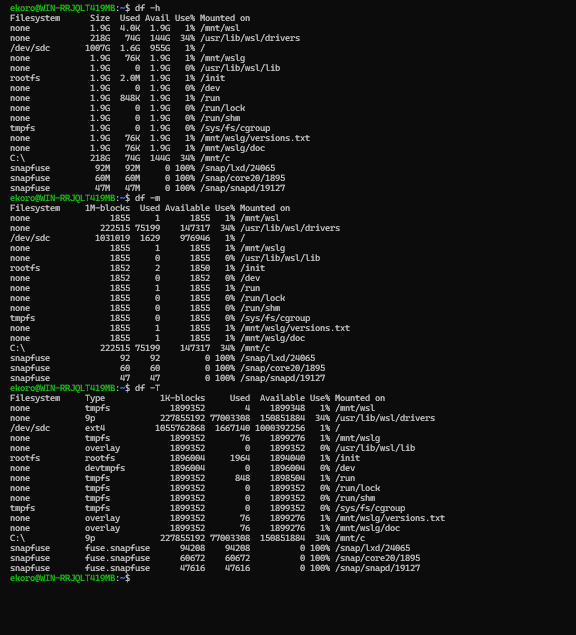 ekoro@WIN-RRJQLT419MB:~$ df -h
Filesystem      Size  Used Avail Use% Mounted on
none            1.9G  4.0K  1.9G   1% /mnt/wsl
none            218G   74G  144G  34% /usr/lib/wsl/drivers
/dev/sdc       1007G  1.6G  955G   1% /
none            1.9G   76K  1.9G   1% /mnt/wslg
none            1.9G     0  1.9G   0% /usr/lib/wsl/lib
rootfs          1.9G  2.0M  1.9G   1% /init
none            1.9G     0  1.9G   0% /dev
none            1.9G  848K  1.9G   1% /run
none            1.9G     0  1.9G   0% /run/lock
none            1.9G     0  1.9G   0% /run/shm
tmpfs           1.9G     0  1.9G   0% /sys/fs/cgroup
none            1.9G   76K  1.9G   1% /mnt/wslg/versions.txt
none            1.9G   76K  1.9G   1% /mnt/wslg/doc
C:\             218G   74G  144G  34% /mnt/c
snapfuse         92M   92M     0 100% /snap/lxd/24065
snapfuse         60M   60M     0 100% /snap/core20/1895
snapfuse         47M   47M     0 100% /snap/snapd/19127
ekoro@WIN-RRJQLT419MB:~$ df -m
Filesystem     1M-blocks  Used Available Use% Mounted on
none                1855     1      1855   1% /mnt/wsl
none              222515 75199    147317  34% /usr/lib/wsl/drivers
/dev/sdc         1031019  1629    976946   1% /
none                1855     1      1855   1% /mnt/wslg
none                1855     0      1855   0% /usr/lib/wsl/lib
rootfs              1852     2      1850   1% /init
none                1852     0      1852   0% /dev
none                1855     1      1855   1% /run
none                1855     0      1855   0% /run/lock
none                1855     0      1855   0% /run/shm
tmpfs               1855     0      1855   0% /sys/fs/cgroup
none                1855     1      1855   1% /mnt/wslg/versions.txt
none                1855     1      1855   1% /mnt/wslg/doc
C:\               222515 75199    147317  34% /mnt/c
snapfuse              92    92         0 100% /snap/lxd/24065
snapfuse              60    60         0 100% /snap/core20/1895
snapfuse              47    47         0 100% /snap/snapd/19127
ekoro@WIN-RRJQLT419MB:~$ df -T
Filesystem     Type           1K-blocks     Used  Available Use% Mounted on
none           tmpfs            1899352        4    1899348   1% /mnt/wsl
none           9p             227855192 77003308  150851884  34% /usr/lib/wsl/drivers
/dev/sdc       ext4          1055762868  1667140 1000392256   1% /
none           tmpfs            1899352       76    1899276   1% /mnt/wslg
none           overlay          1899352        0    1899352   0% /usr/lib/wsl/lib
rootfs         rootfs           1896004     1964    1894040   1% /init
none           devtmpfs         1896004        0    1896004   0% /dev
none           tmpfs            1899352      848    1898504   1% /run
none           tmpfs            1899352        0    1899352   0% /run/lock
none           tmpfs            1899352        0    1899352   0% /run/shm
tmpfs          tmpfs            1899352        0    1899352   0% /sys/fs/cgroup
none           overlay          1899352       76    1899276   1% /mnt/wslg/versions.txt
none           overlay          1899352       76    1899276   1% /mnt/wslg/doc
C:\            9p             227855192 77003308  150851884  34% /mnt/c
snapfuse       fuse.snapfuse      94208    94208          0 100% /snap/lxd/24065
snapfuse       fuse.snapfuse      60672    60672          0 100% /snap/core20/1895
snapfuse       fuse.snapfuse      47616    47616          0 100% /snap/snapd/19127
ekoro@WIN-RRJQLT419MB:~$